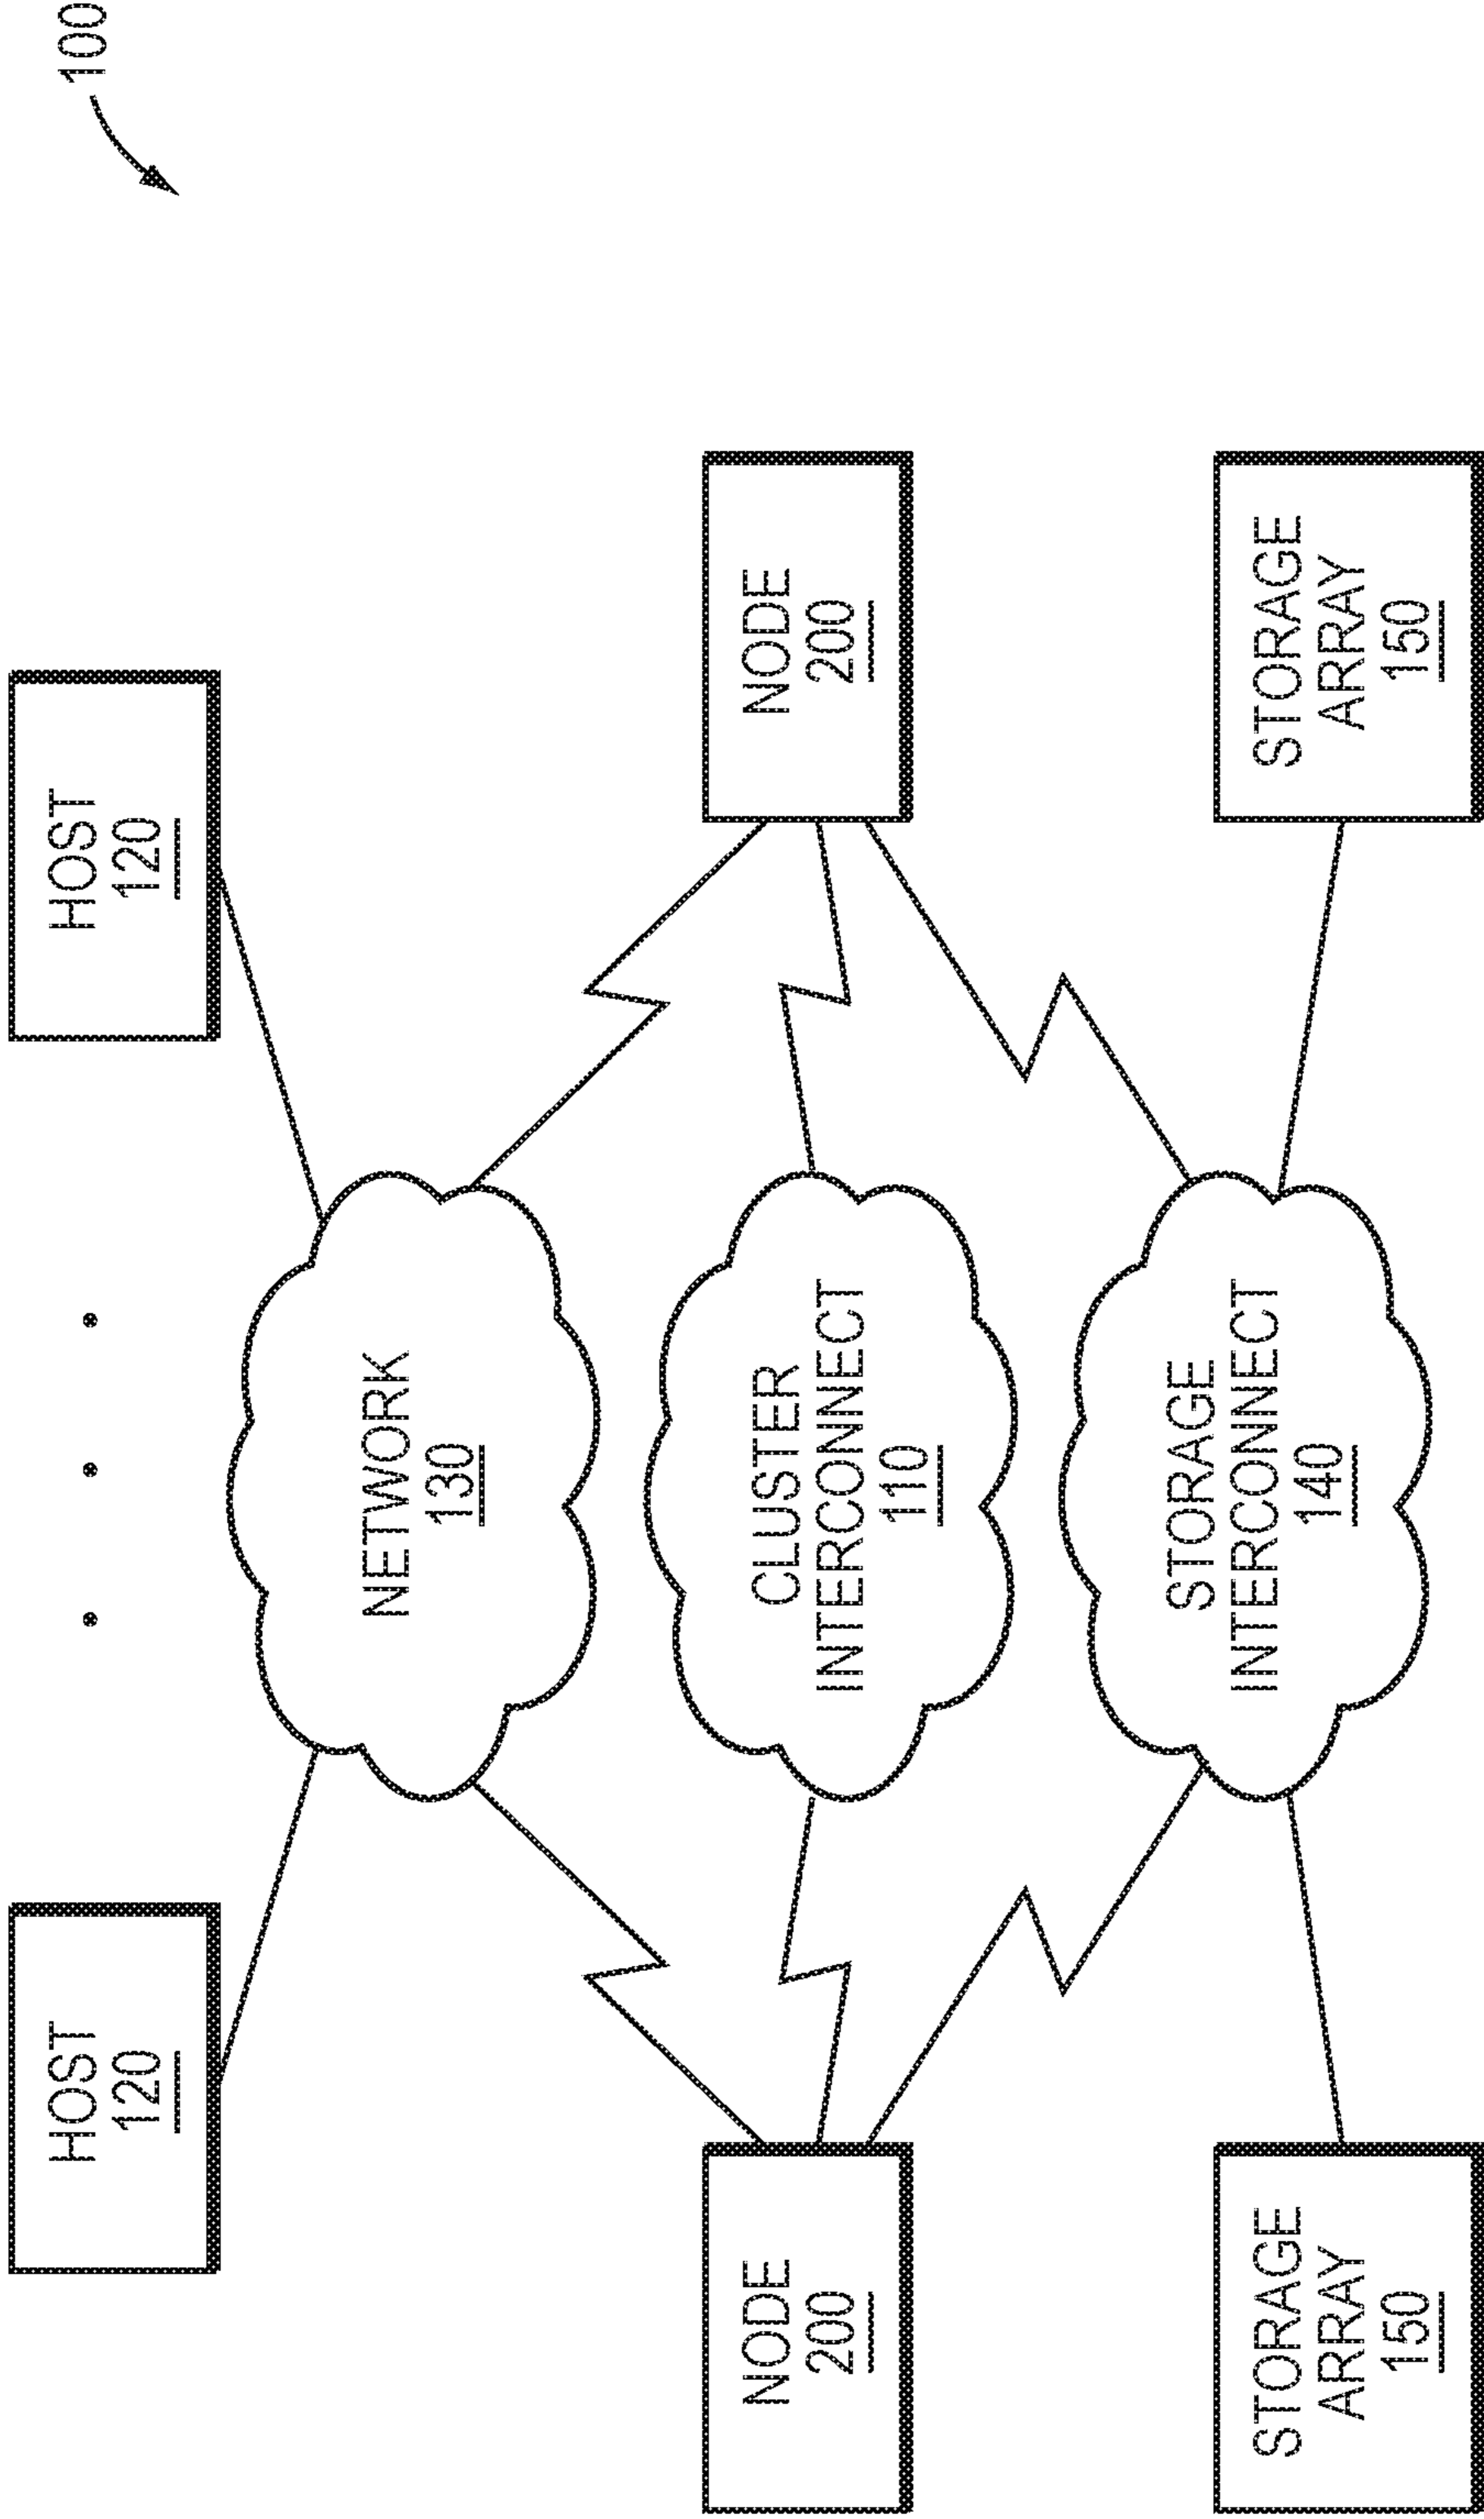 100
HOST
120
HOST
120
NETWORK
130
NODE
200
CLUSTER
INTERCONNECT
110
NODE
200
STORAGE
INTERCONNECT
140
STORAGE
ARRAY
150
STORAGE
ARRAY
150